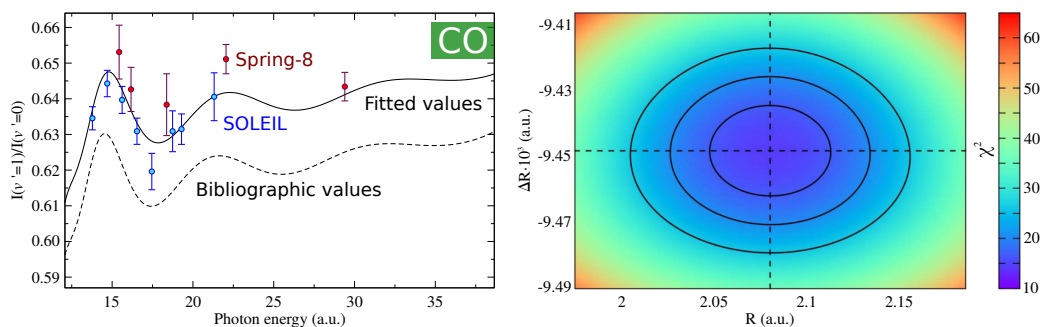 0.66
0.65
0.64
0.63
0.62
0.61
0.60
0.59
I(v'=1)/I(v'=0)
CO
Spring-8
Fitted values
SOLEIL
Bibliographic values
15
20
25
30
35
Photon energy (a.u.)
-9.41
-9.43
-9.45
-9.47
-9.49
ΔR·10³ (a.u.)
2
2.05
2.1
2.15
R (a.u.)
60
50
40
30
20
10
χ²